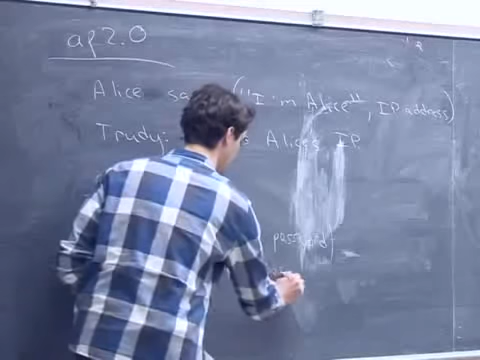 ap2.0
Alice sa ("I'm Alice", IP address)
Trudy: Alice's IP
password